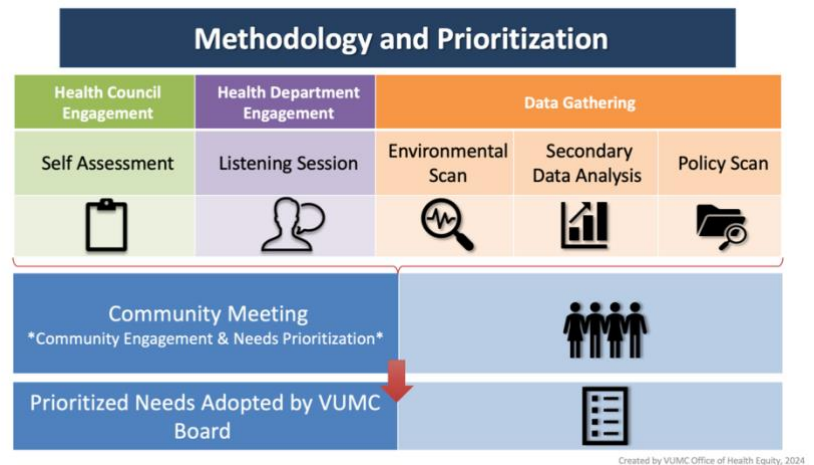 Methodology and Prioritization
Health Council
Engagement
Health Department
Engagement
Data Gathering
Self Assessment
Listening Session
Environmental
Scan
Secondary
Data Analysis
Policy Scan
Community Meeting
*Community Engagement & Needs Prioritization*
Prioritized Needs Adopted by VUMC
Board
Created by VUMC Office of Health Equity, 2024